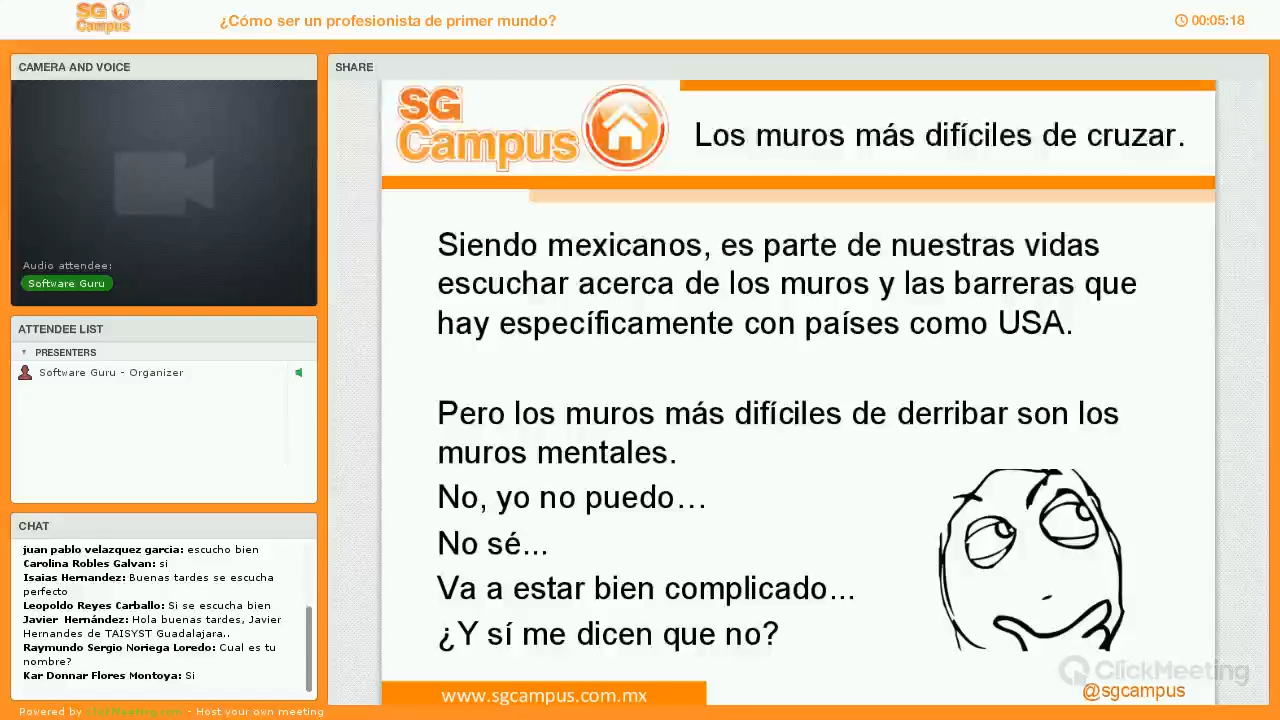 SG
Campus
¿Cómo ser un profesionista de primer mundo?
00:05:18
CAMERA AND VOICE
Audio attendee:
Software Guru
ATTENDEE LIST
PRESENTERS
Software Guru - Organizer
CHAT
juan pablo velazquez garcia: escucho bien
Carolina Robles Galvan: si
Isaias Hernandez: Buenas tardes se escucha
perfecto
Leopoldo Reyes Carballo: Si se escucha bien
Javier Hernández: Hola buenas tardes, Javier
Hernandes de TAISYST Guadalajara..
Raymundo Sergio Noriega Loredo: Cual es tu
nombre?
Kar Donnar Flores Montoya: Si
Powered by ClickMeeting.com - Host your own meeting
SHARE
SG
Campus
Los muros más difíciles de cruzar.
Siendo mexicanos, es parte de nuestras vidas
escuchar acerca de los muros y las barreras que
hay específicamente con países como USA.
Pero los muros más difíciles de derribar son los
muros mentales.
No, yo no puedo…
No sé...
Va a estar bien complicado...
¿Y sí me dicen que no?
ClickMeeting
www.sgcampus.com.mx
@sgcampus